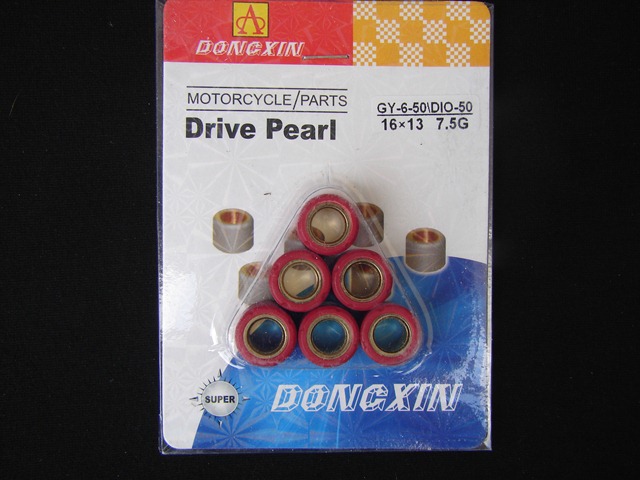 DONGXIN
MOTORCYCLE/PARTS
Drive Pearl
GY-6-50\DIO-50
16×13 7.5G
SUPER
DONGXIN